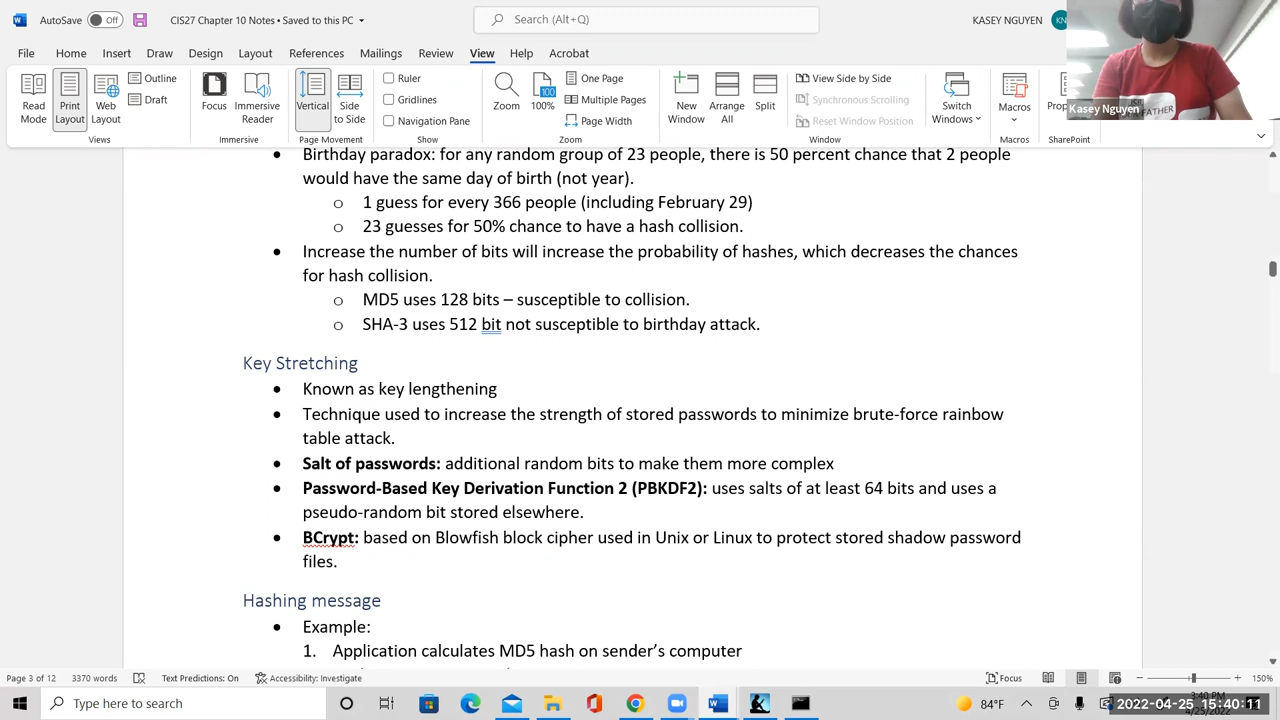 AutoSave Off CIS27 Chapter 10 Notes • Saved to this PC Search (Alt+Q) KASEY NGUYEN KN
File Home Insert Draw Design Layout References Mailings Review View Help Acrobat
Read Mode Print Layout Web Layout Outline Draft Focus Immersive Reader Vertical Side to Side Ruler Gridlines Navigation Pane Zoom 100 100% One Page Multiple Pages Page Width New Window Arrange All Split View Side by Side Synchronous Scrolling Reset Window Position Switch Windows Macros
Views Immersive Page Movement Show Zoom Window Macros SharePoint
Kasey Nguyen
FATHER
• Birthday paradox: for any random group of 23 people, there is 50 percent chance that 2 people
would have the same day of birth (not year).
o 1 guess for every 366 people (including February 29)
o 23 guesses for 50% chance to have a hash collision.
• Increase the number of bits will increase the probability of hashes, which decreases the chances
for hash collision.
o MD5 uses 128 bits – susceptible to collision.
o SHA-3 uses 512 bit not susceptible to birthday attack.
Key Stretching
• Known as key lengthening
• Technique used to increase the strength of stored passwords to minimize brute-force rainbow
table attack.
• Salt of passwords: additional random bits to make them more complex
• Password-Based Key Derivation Function 2 (PBKDF2): uses salts of at least 64 bits and uses a
pseudo-random bit stored elsewhere.
• BCrypt: based on Blowfish block cipher used in Unix or Linux to protect stored shadow password
files.
Hashing message
• Example:
1. Application calculates MD5 hash on sender's computer
Page 3 of 12 3370 words Text Predictions: On Accessibility: Investigate Focus 150%
Type here to search 84°F 3:40 PM
2022-04-25 15:40:11